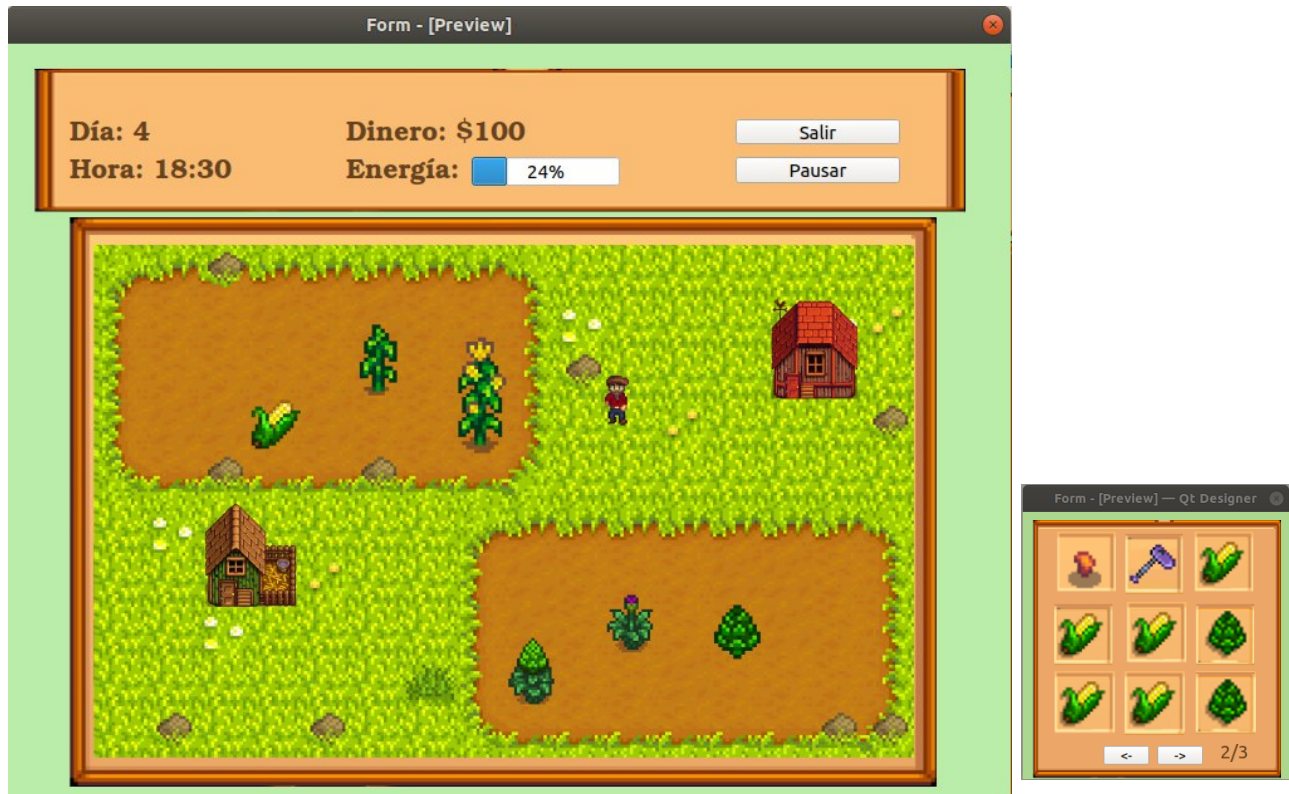 Form - [Preview]
Día: 4
Dinero: $100
Salir
Hora: 18:30
Energía:
24%
Pausar
Form - [Preview] — Qt Designer
<-
->
2/3